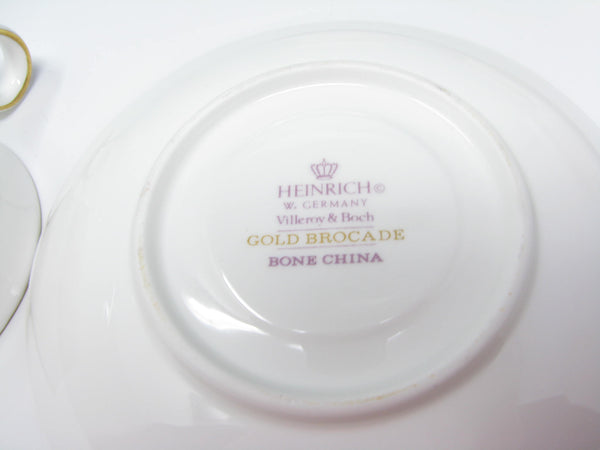 HEINRICH©
W. GERMANY
Villeroy & Boch
GOLD BROCADE
BONE CHINA